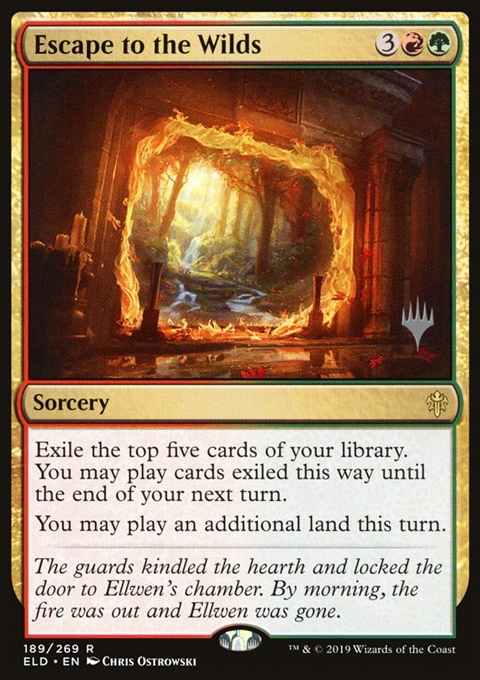 Escape to the Wilds 3
Sorcery
Exile the top five cards of your library.
You may play cards exiled this way until
the end of your next turn.
You may play an additional land this turn.
The guards kindled the hearth and locked the
door to Ellwen's chamber. By morning, the
fire was out and Ellwen was gone.
189/269 R
ELD • EN Chris Ostrowski
™ & © 2019 Wizards of the Coast